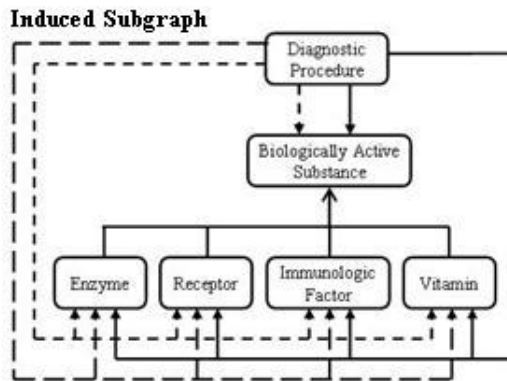 Induced Subgraph
Diagnostic
Procedure
Biologically Active
Substance
Enzyme
Receptor
Immunologic
Factor
Vitamin